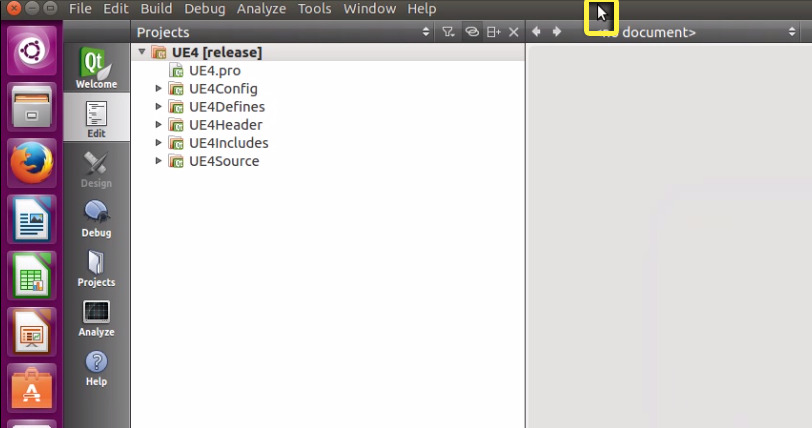 File Edit Build Debug Analyze Tools Window Help
Projects
document>
UE4 [release]
UE4.pro
UE4Config
UE4Defines
UE4Header
UE4Includes
UE4Source
Qt
Welcome
Edit
Design
Debug
Projects
Analyze
Help